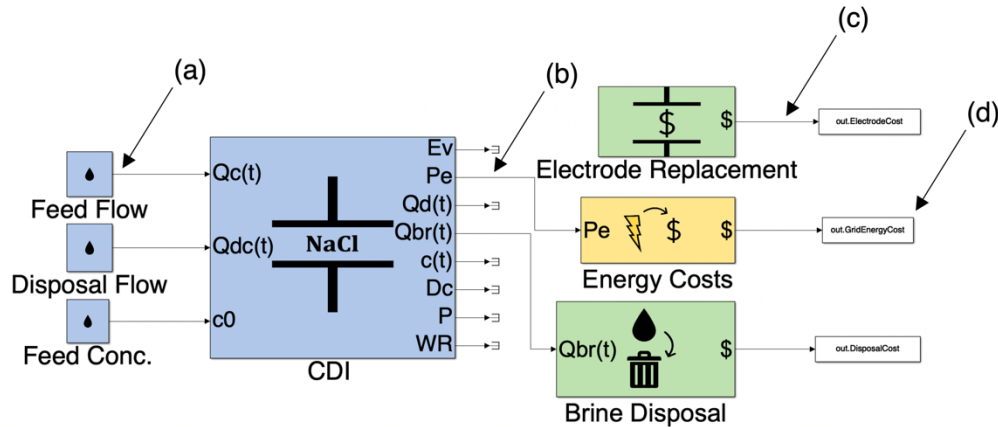 (a)
(b)
(c)
(d)
Feed Flow
Disposal Flow
Feed Conc.
Qc(t)
Qdc(t)
c0
NaCl
Ev
Pe
Qd(t)
Qbr(t)
c(t)
Dc
P
WR
CDI
$
$
Electrode Replacement
out.ElectrodeCost
Pe
$
$
Energy Costs
out.GridEnergyCost
Qbr(t)
$
Brine Disposal
out.DisposalCost